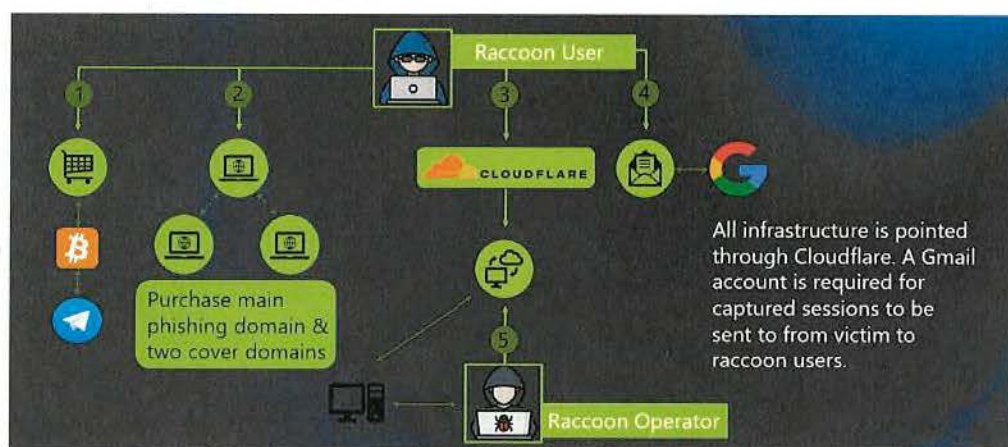 Raccoon User
1
2
3
4
CLOUDFLARE
All infrastructure is pointed
through Cloudflare. A Gmail
account is required for
captured sessions to be
sent to from victim to
raccoon users.
Purchase main
phishing domain &
two cover domains
5
Raccoon Operator